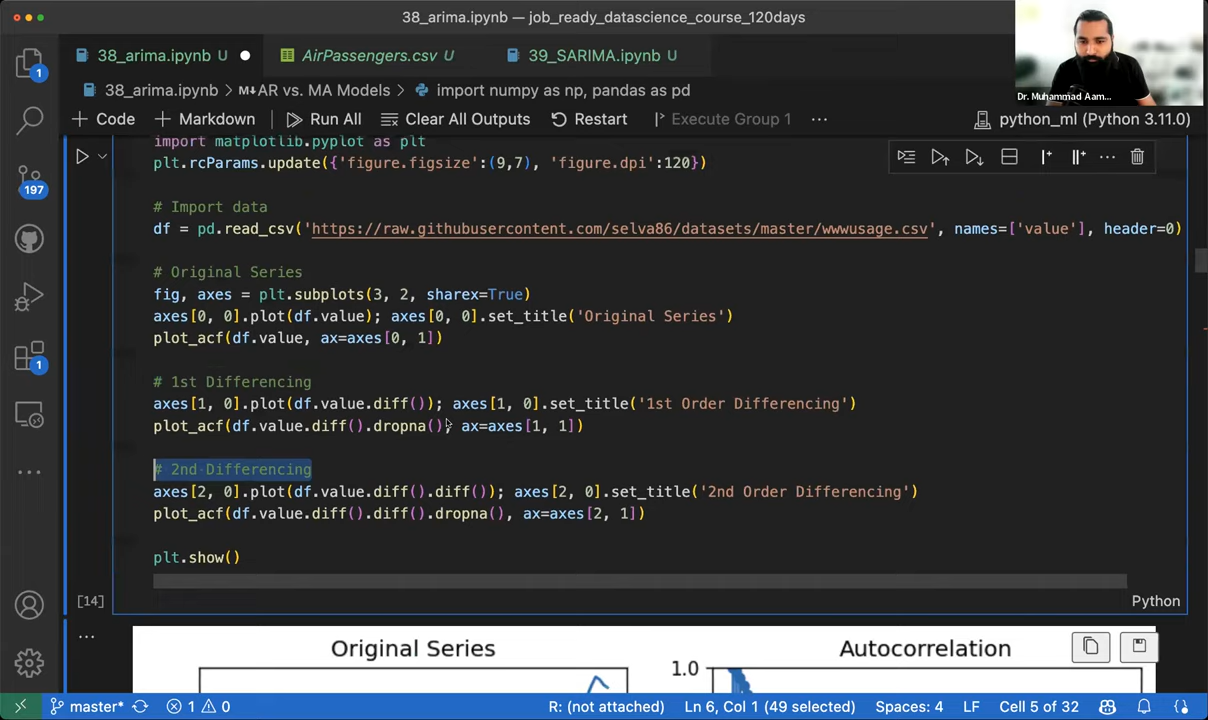 38_arima.ipynb — job_ready_datascience_course_120days
38_arima.ipynb U AirPassengers.csv U 39_SARIMA.ipynb U
38_arima.ipynb > AR vs. MA Models > import numpy as np, pandas as pd
Dr. Muhammad Aam...
Code Markdown Run All Clear All Outputs Restart Execute Group 1 ... python_ml (Python 3.11.0)
import matplotlib.pyplot as plt
plt.rcParams.update({'figure.figsize':(9,7), 'figure.dpi':120})
# Import data
df = pd.read_csv('https://raw.githubusercontent.com/selva86/datasets/master/wwwusage.csv', names=['value'], header=0)
# Original Series
fig, axes = plt.subplots(3, 2, sharex=True)
axes[0, 0].plot(df.value); axes[0, 0].set_title('Original Series')
plot_acf(df.value, ax=axes[0, 1])
# 1st Differencing
axes[1, 0].plot(df.value.diff()); axes[1, 0].set_title('1st Order Differencing')
plot_acf(df.value.diff().dropna(), ax=axes[1, 1])
# 2nd Differencing
axes[2, 0].plot(df.value.diff().diff()); axes[2, 0].set_title('2nd Order Differencing')
plot_acf(df.value.diff().diff().dropna(), ax=axes[2, 1])
plt.show()
[14] Python
Original Series Autocorrelation
1.0
1
197
1
master* 1 0 R: (not attached) Ln 6, Col 1 (49 selected) Spaces: 4 LF Cell 5 of 32